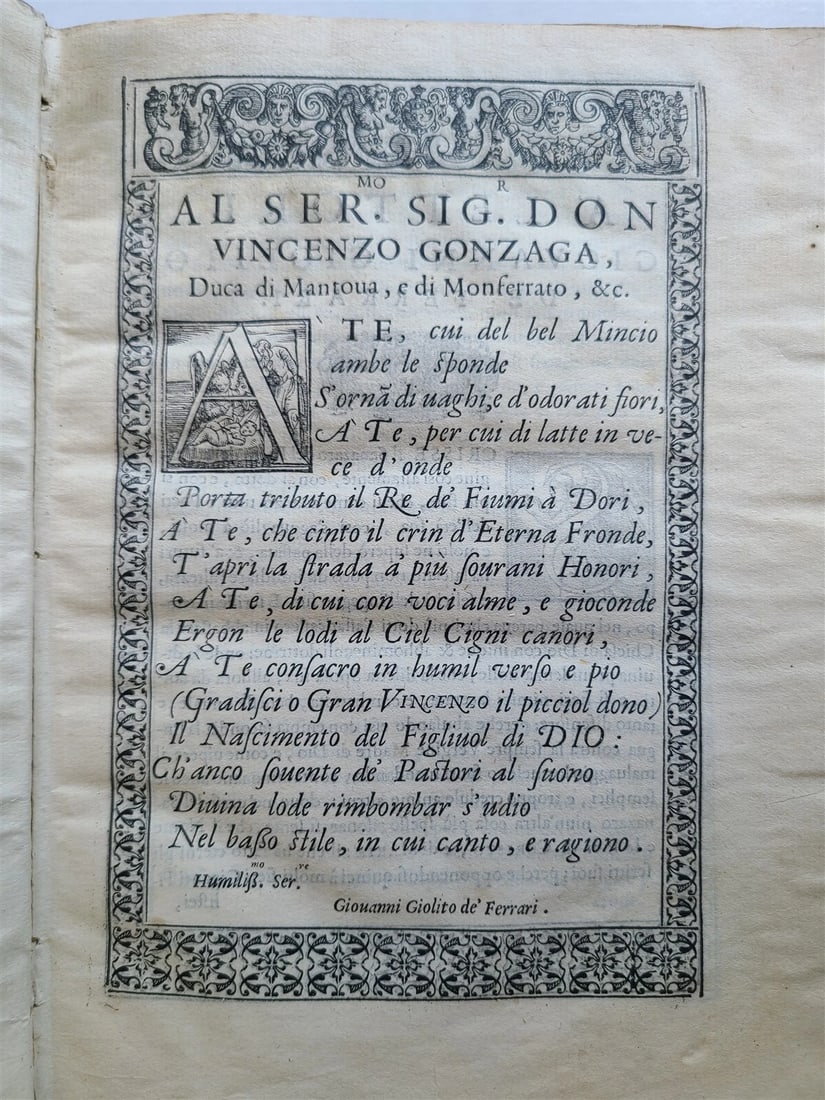 AL SER.MO SIG.R DON
VINCENZO GONZAGA,
Duca di Mantoua, e di Monferrato, &c.
A` TE, cui del bel Mincio
ambe le ſponde
S'ornã di uaghi, e d'odorati fiori,
A` Te, per cui di latte in ve-
ce d'onde
Porta tributo il Re de' Fiumi à Dori,
A` Te, che cinto il crin d'Eterna Fronde,
T'apri la ſtrada à più ſourani Honori,
A Te, di cui con voci alme, e gioconde
Ergon le lodi al Ciel Cigni canori,
A` Te conſacro in humil verſo e pio
(Gradiſci o Gran VINCENZO il picciol dono)
Il Naſcimento del Figliuol di DIO:
Ch'anco ſouente de' Paſtori al ſuono
Diuina lode rimbombar s'udio
Nel baſſo ſtile, in cui canto, e ragiono.
Humiliß.mo Ser.ve
Giouanni Giolito de' Ferrari.